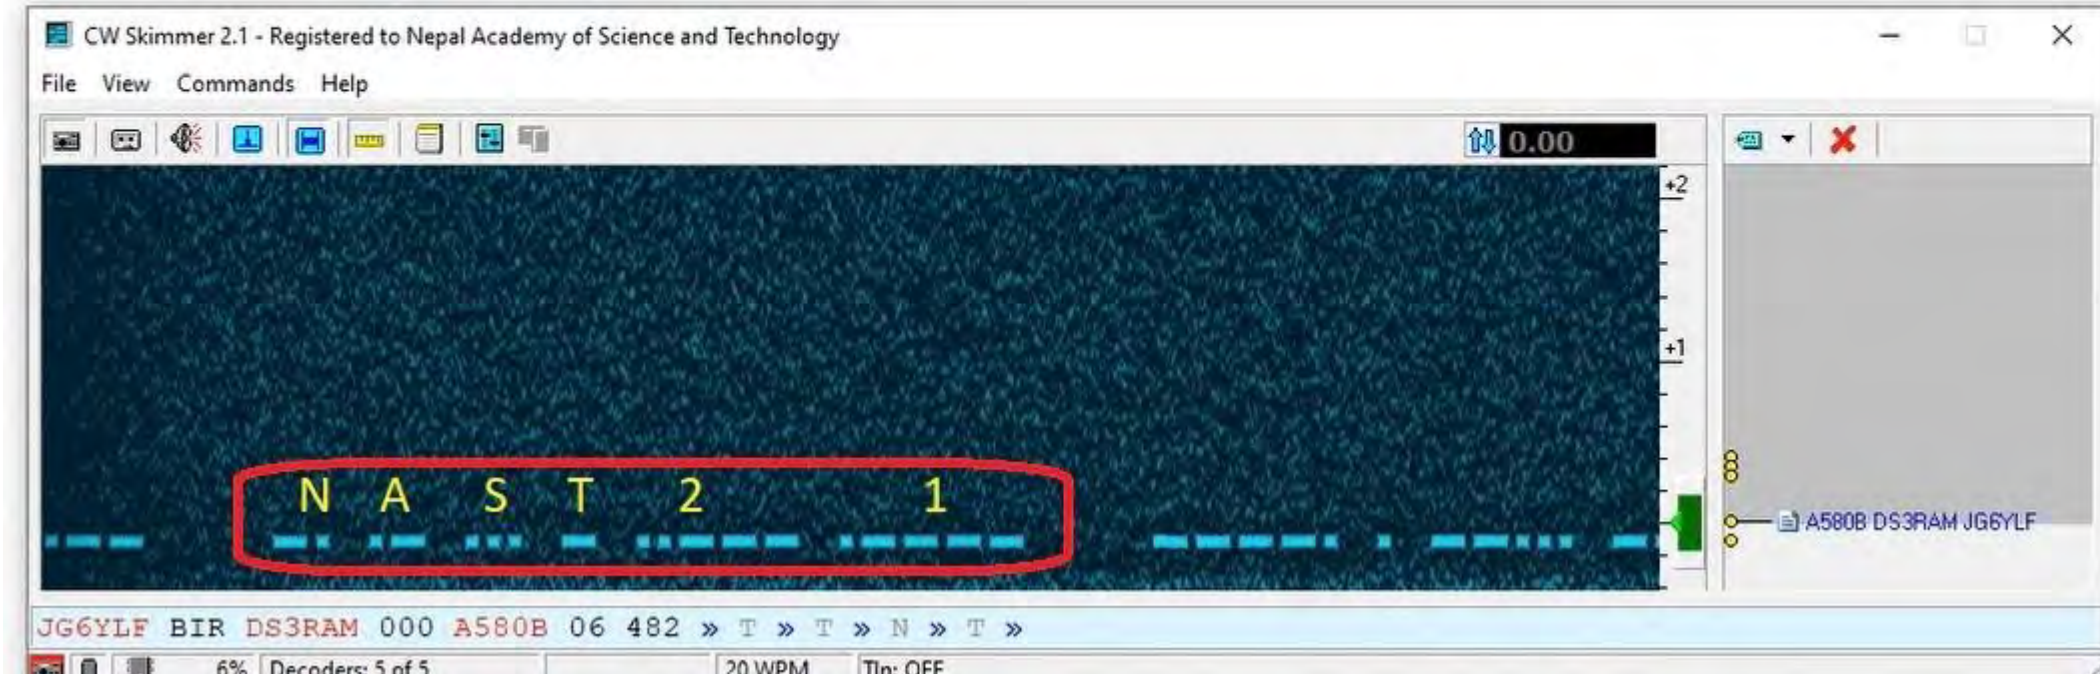 CW Skimmer 2.1 - Registered to Nepal Academy of Science and Technology
File View Commands Help
0.00
+2
+1
N A S T 2 1
A580B DS3RAM JG6YLF
JG6YLF BIR DS3RAM 000 A580B 06 482 » T » T » N » T »
6% Decoders: 5 of 5 20 WPM Tln: OFF